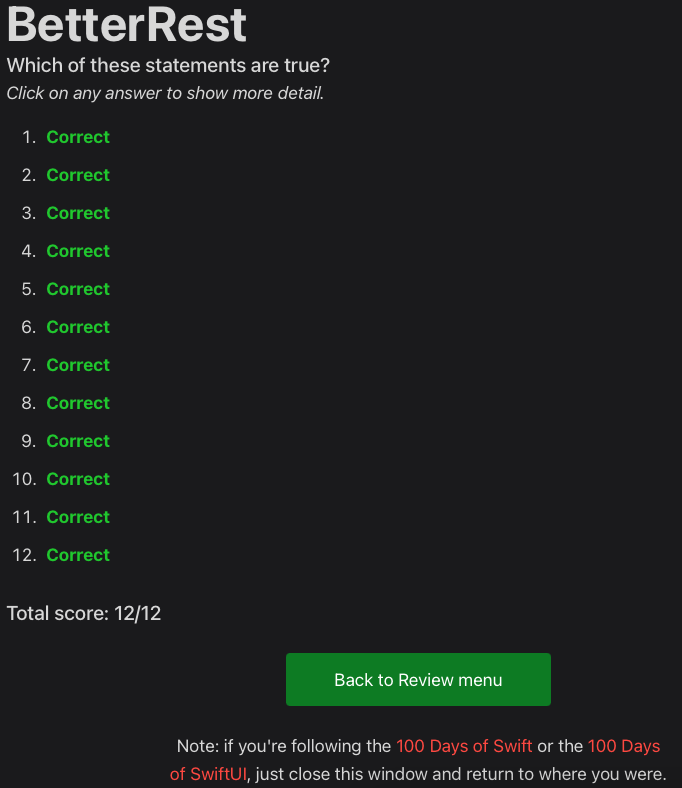 BetterRest
Which of these statements are true?
Click on any answer to show more detail.
1. Correct
2. Correct
3. Correct
4. Correct
5. Correct
6. Correct
7. Correct
8. Correct
9. Correct
10. Correct
11. Correct
12. Correct
Total score: 12/12
Back to Review menu
Note: if you're following the 100 Days of Swift or the 100 Days
of SwiftUI, just close this window and return to where you were.